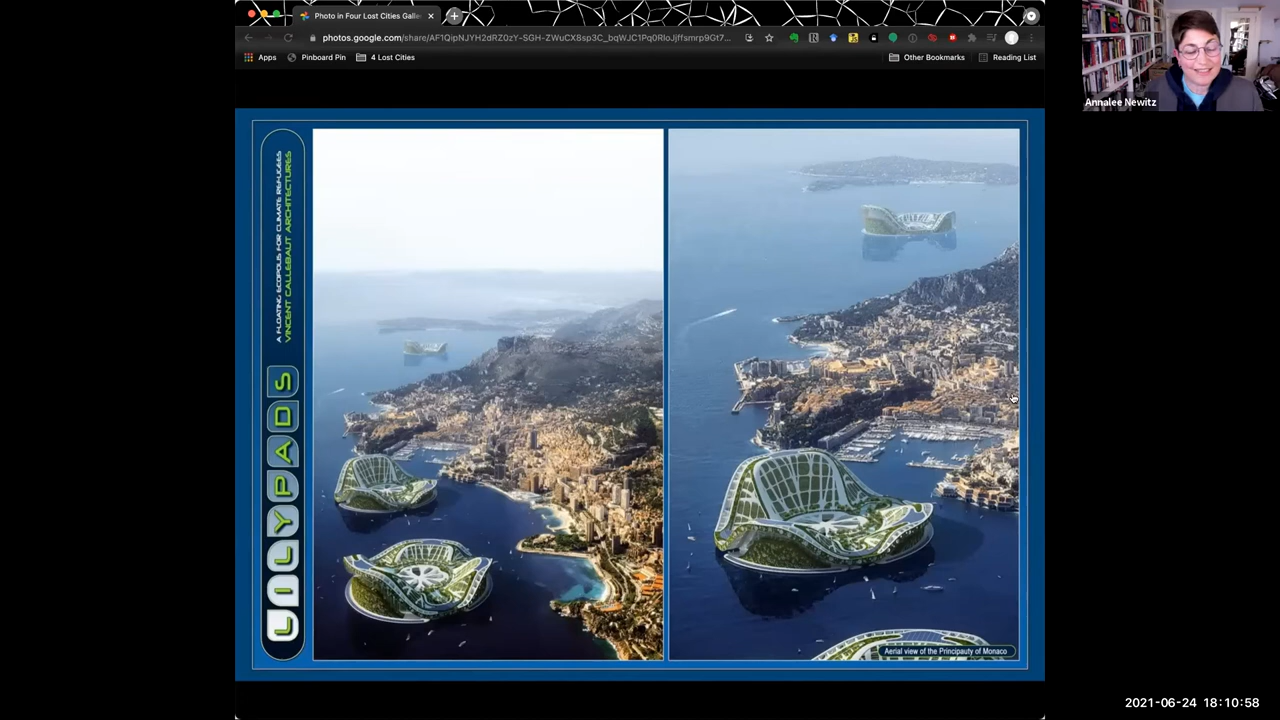 Photo in Four Lost Cities Galle
photos.google.com/share/AF1QipNJYH2dRZ0zY-SGH-ZWuCX8sp3C_bqWJC1Pq0RloJjffsmrp9Gt7...
Apps
Pinboard Pin
4 Lost Cities
Other Bookmarks
Reading List
Annalee Newitz
A FLOATING ECOPOLIS FOR CLIMATE REFUGEES
VINCENT CALLEBAUT ARCHITECTURES
LILYPADS
Aerial view of the Principauty of Monaco
2021-06-24 18:10:58